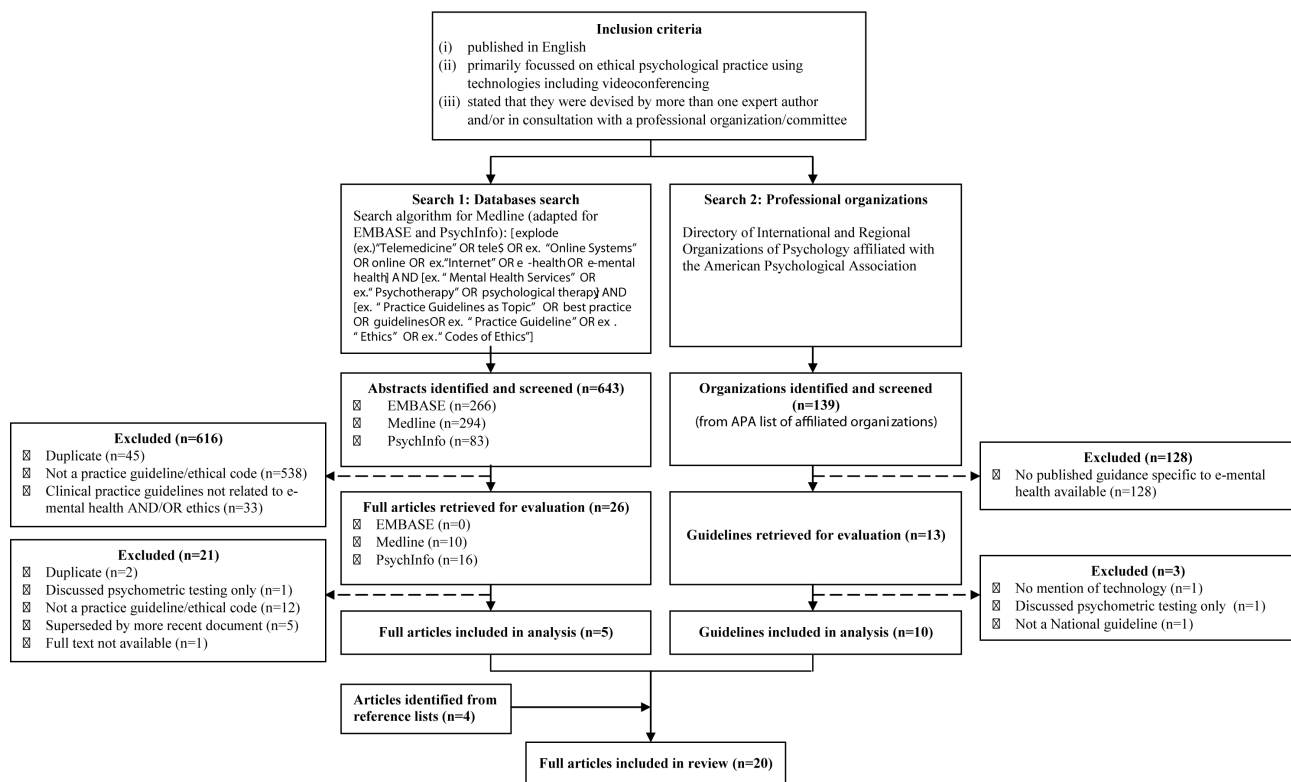 Inclusion criteria
(i) published in English
(ii) primarily focussed on ethical psychological practice using
technologies including videoconferencing
(iii) stated that they were devised by more than one expert author
and/or in consultation with a professional organization/committee
Search 1: Databases search
Search algorithm for Medline (adapted for
EMBASE and PsychInfo): [explode
(ex.)“Telemedicine” OR tele$ OR ex. “Online Systems”
OR online OR ex.“Internet” OR e -health OR e-mental
health] AND [ex. “ Mental Health Services” OR
ex.“ Psychotherapy” OR psychological therapy] AND
[ex. “ Practice Guidelines as Topic” OR best practice
OR guidelinesOR ex. “ Practice Guideline” OR ex .
“ Ethics” OR ex.“ Codes of Ethics”]
Search 2: Professional organizations
Directory of International and Regional
Organizations of Psychology affiliated with
the American Psychological Association
Abstracts identified and screened (n=643)
EMBASE (n=266)
Medline (n=294)
PsychInfo (n=83)
Organizations identified and screened
(n=139)
(from APA list of affiliated organizations)
Excluded (n=616)
Duplicate (n=45)
Not a practice guideline/ethical code (n=538)
Clinical practice guidelines not related to e-
mental health AND/OR ethics (n=33)
Excluded (n=128)
No published guidance specific to e-mental
health available (n=128)
Full articles retrieved for evaluation (n=26)
EMBASE (n=0)
Medline (n=10)
PsychInfo (n=16)
Guidelines retrieved for evaluation (n=13)
Excluded (n=21)
Duplicate (n=2)
Discussed psychometric testing only (n=1)
Not a practice guideline/ethical code (n=12)
Superseded by more recent document (n=5)
Full text not available (n=1)
Excluded (n=3)
No mention of technology (n=1)
Discussed psychometric testing only (n=1)
Not a National guideline (n=1)
Full articles included in analysis (n=5)
Guidelines included in analysis (n=10)
Articles identified from
reference lists (n=4)
Full articles included in review (n=20)